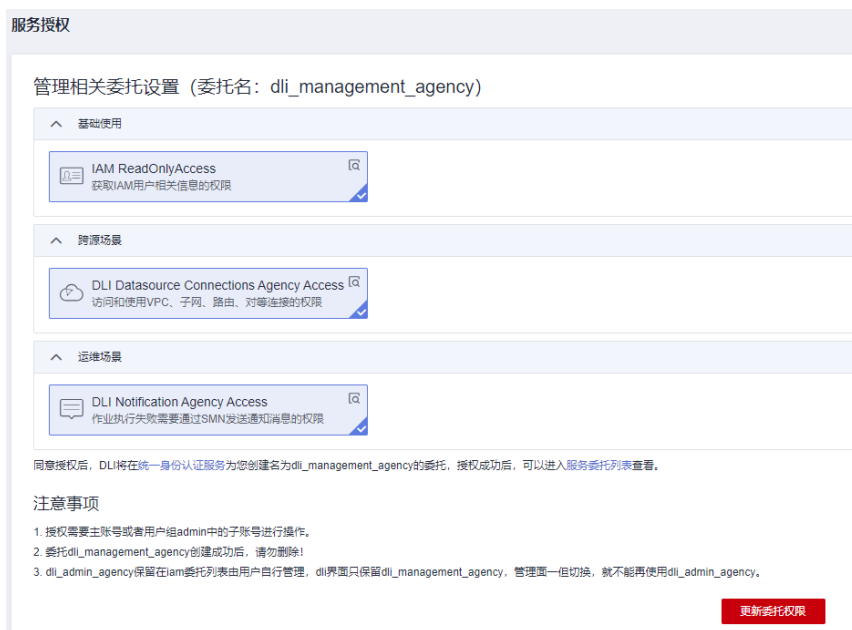 服务授权
管理相关委托设置（委托名：dli_management_agency）
基础使用
IAM ReadOnlyAccess
获取IAM用户相关信息的权限
跨源场景
DLI Datasource Connections Agency Access
访问和使用VPC、子网、路由、对等连接的权限
运维场景
DLI Notification Agency Access
作业执行失败需要通过SMN发送通知消息的权限
同意授权后，DLI将在统一身份认证服务为您创建名为dli_management_agency的委托，授权成功后，可以进入服务委托列表查看。
注意事项
1. 授权需要主账号或者用户组admin中的子账号进行操作。
2. 委托dli_management_agency创建成功后，请勿删除！
3. dli_admin_agency保留在iam委托列表由用户自行管理，dli界面只保留dli_management_agency，管理面一但切换，就不能再使用dli_admin_agency。
更新委托权限